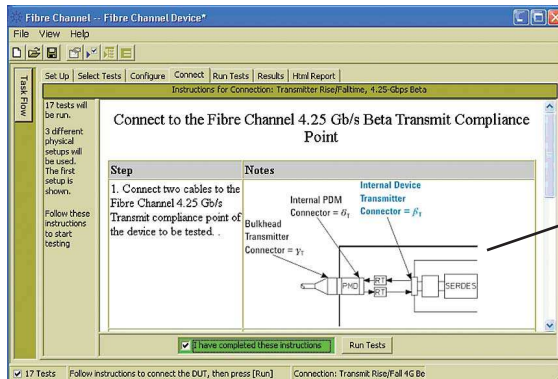 Fibre Channel -- Fibre Channel Device*
File View Help
Task Flow
Set Up Select Tests Configure Connect Run Tests Results Html Report
Instructions for Connection: Transmitter Rise/Falltime, 4.25-Gbps Beta
17 tests will
be run.
3 different
physical
setups will
be used.
The first
setup is
shown.
Follow these
instructions
to start
testing
Connect to the Fibre Channel 4.25 Gb/s Beta Transmit Compliance
Point
Step Notes
1. Connect two cables to the
Fibre Channel 4.25 Gb/s
Transmit compliance point of
the device to be tested. .
Internal Device
Transmitter
Connector = βT
Internal PDM
Connector = δT
Bulkhead
Transmitter
Connector = γT
PMD
RT
RT
SERDES
I have completed these instructions Run Tests
17 Tests Follow instructions to connect the DUT, then press [Run] Connection: Transmit Rise/Fall 4G Be